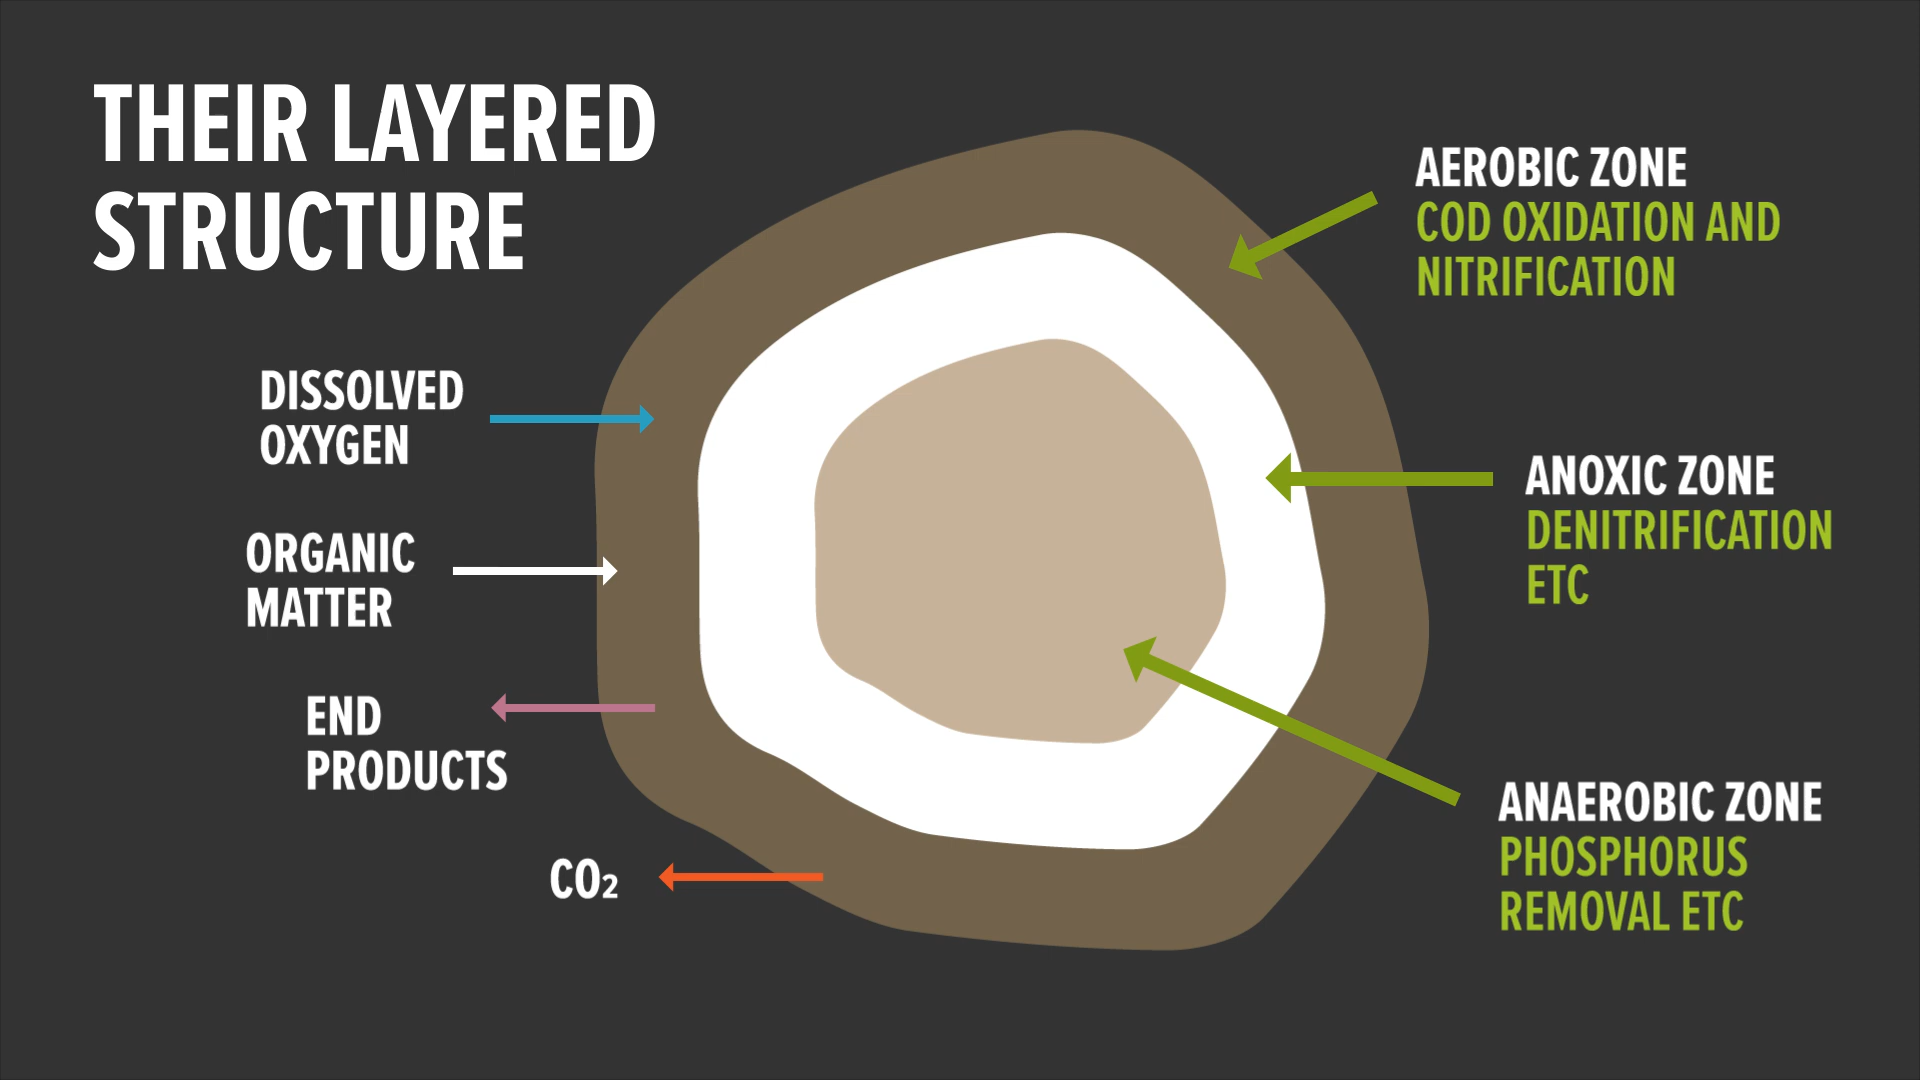 THEIR LAYERED
STRUCTURE
DISSOLVED
OXYGEN
ORGANIC
MATTER
END
PRODUCTS
CO₂
AEROBIC ZONE
COD OXIDATION AND
NITRIFICATION
ANOXIC ZONE
DENITRIFICATION
ETC
ANAEROBIC ZONE
PHOSPHORUS
REMOVAL ETC